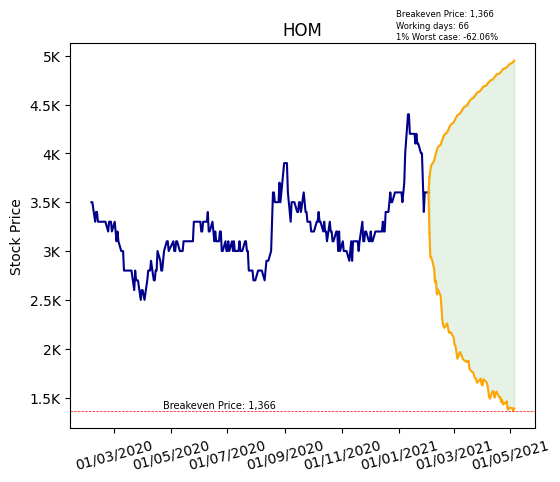 Breakeven Price: 1,366
Working days: 66
1% Worst case: -62.06%
HOM
Stock Price
5K
4.5K
4K
3.5K
3K
2.5K
2K
1.5K
Breakeven Price: 1,366
01/03/2020
01/05/2020
01/07/2020
01/09/2020
01/11/2020
01/01/2021
01/03/2021
01/05/2021